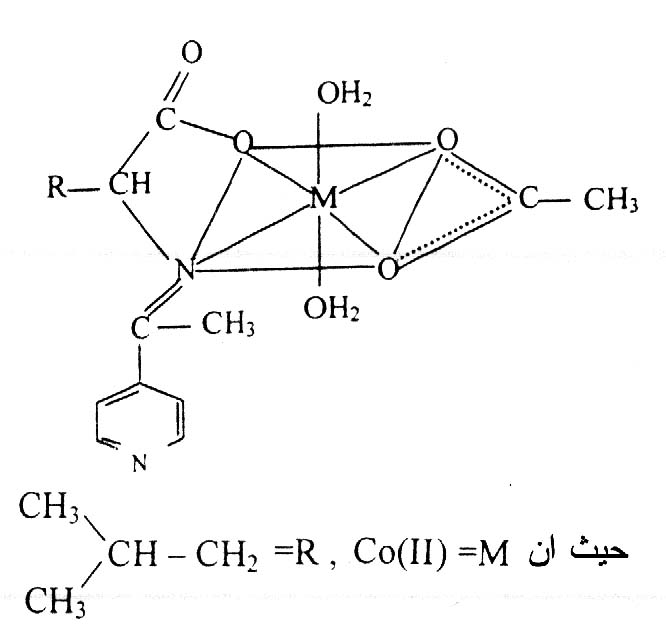 O
OH₂
C
O
O
R–CH
M
C–CH₃
N
O
C–CH₃
OH₂
N
CH₃
CH–CH₂ =R , Co(II) =M حيث ان
CH₃